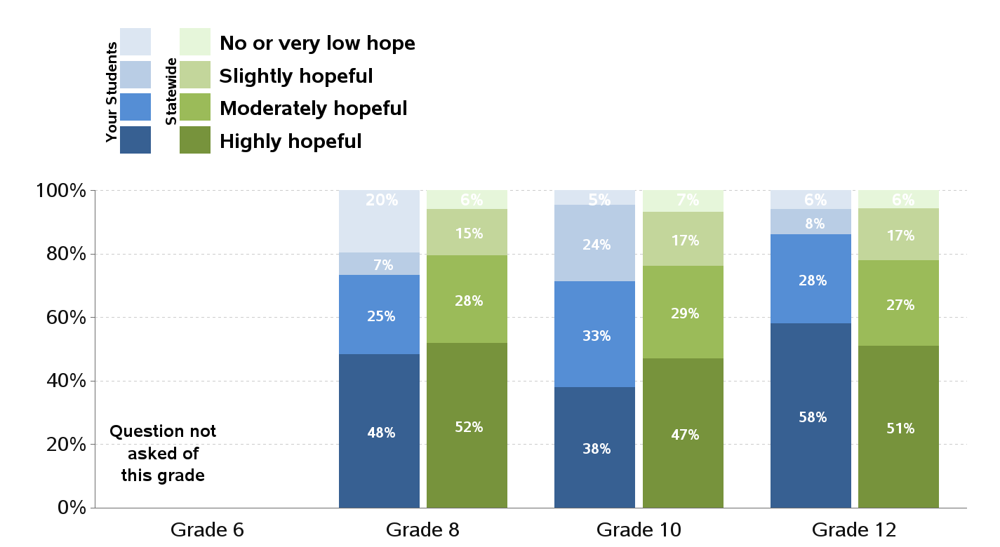 Your Students
Statewide
No or very low hope
Slightly hopeful
Moderately hopeful
Highly hopeful
100%
80%
60%
40%
20%
0%
20%
7%
25%
48%
6%
15%
28%
52%
5%
24%
33%
38%
7%
17%
29%
47%
6%
8%
28%
58%
6%
17%
27%
51%
Question not
asked of
this grade
Grade 6
Grade 8
Grade 10
Grade 12